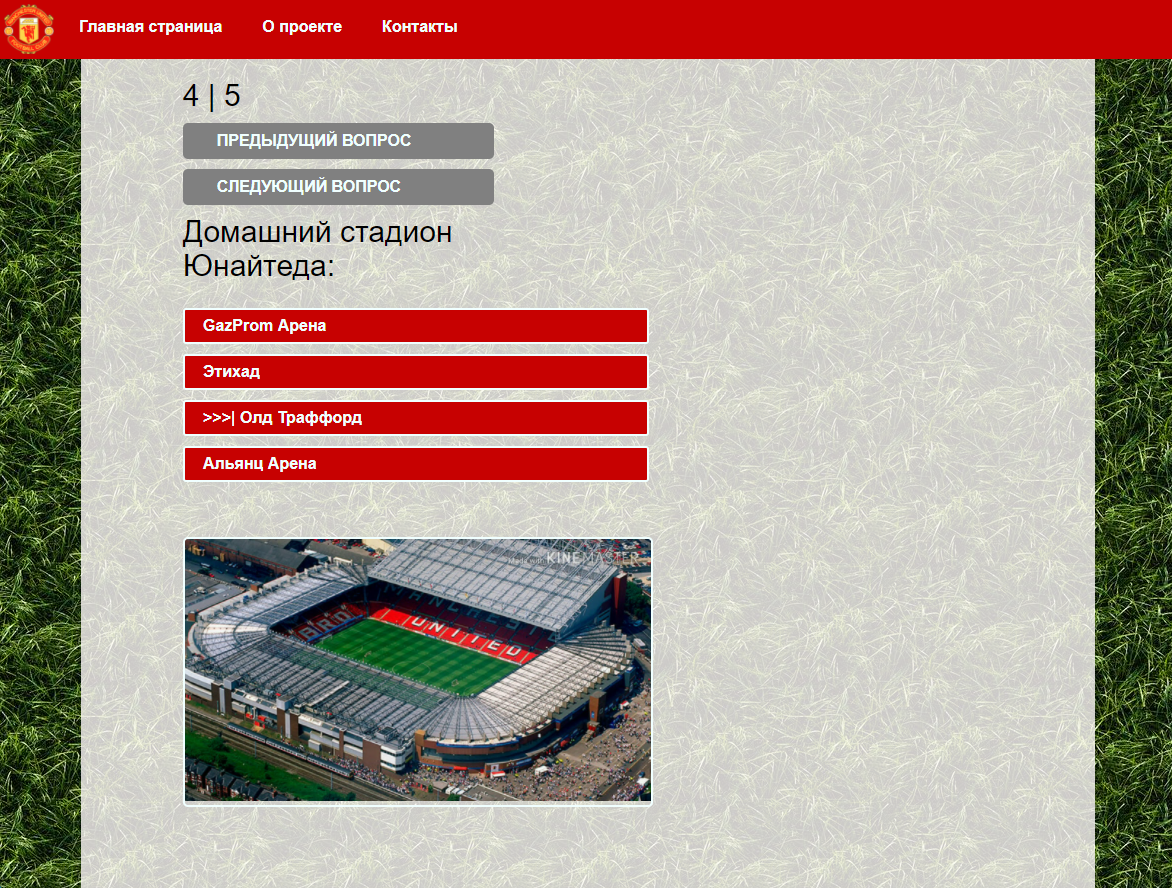 Главная страница О проекте Контакты
4 | 5
ПРЕДЫДУЩИЙ ВОПРОС
СЛЕДУЮЩИЙ ВОПРОС
Домашний стадион
Юнайтеда:
GazProm Арена
Этихад
>>>| Олд Траффорд
Альянц Арена
Made with KINEMASTER
UNITED